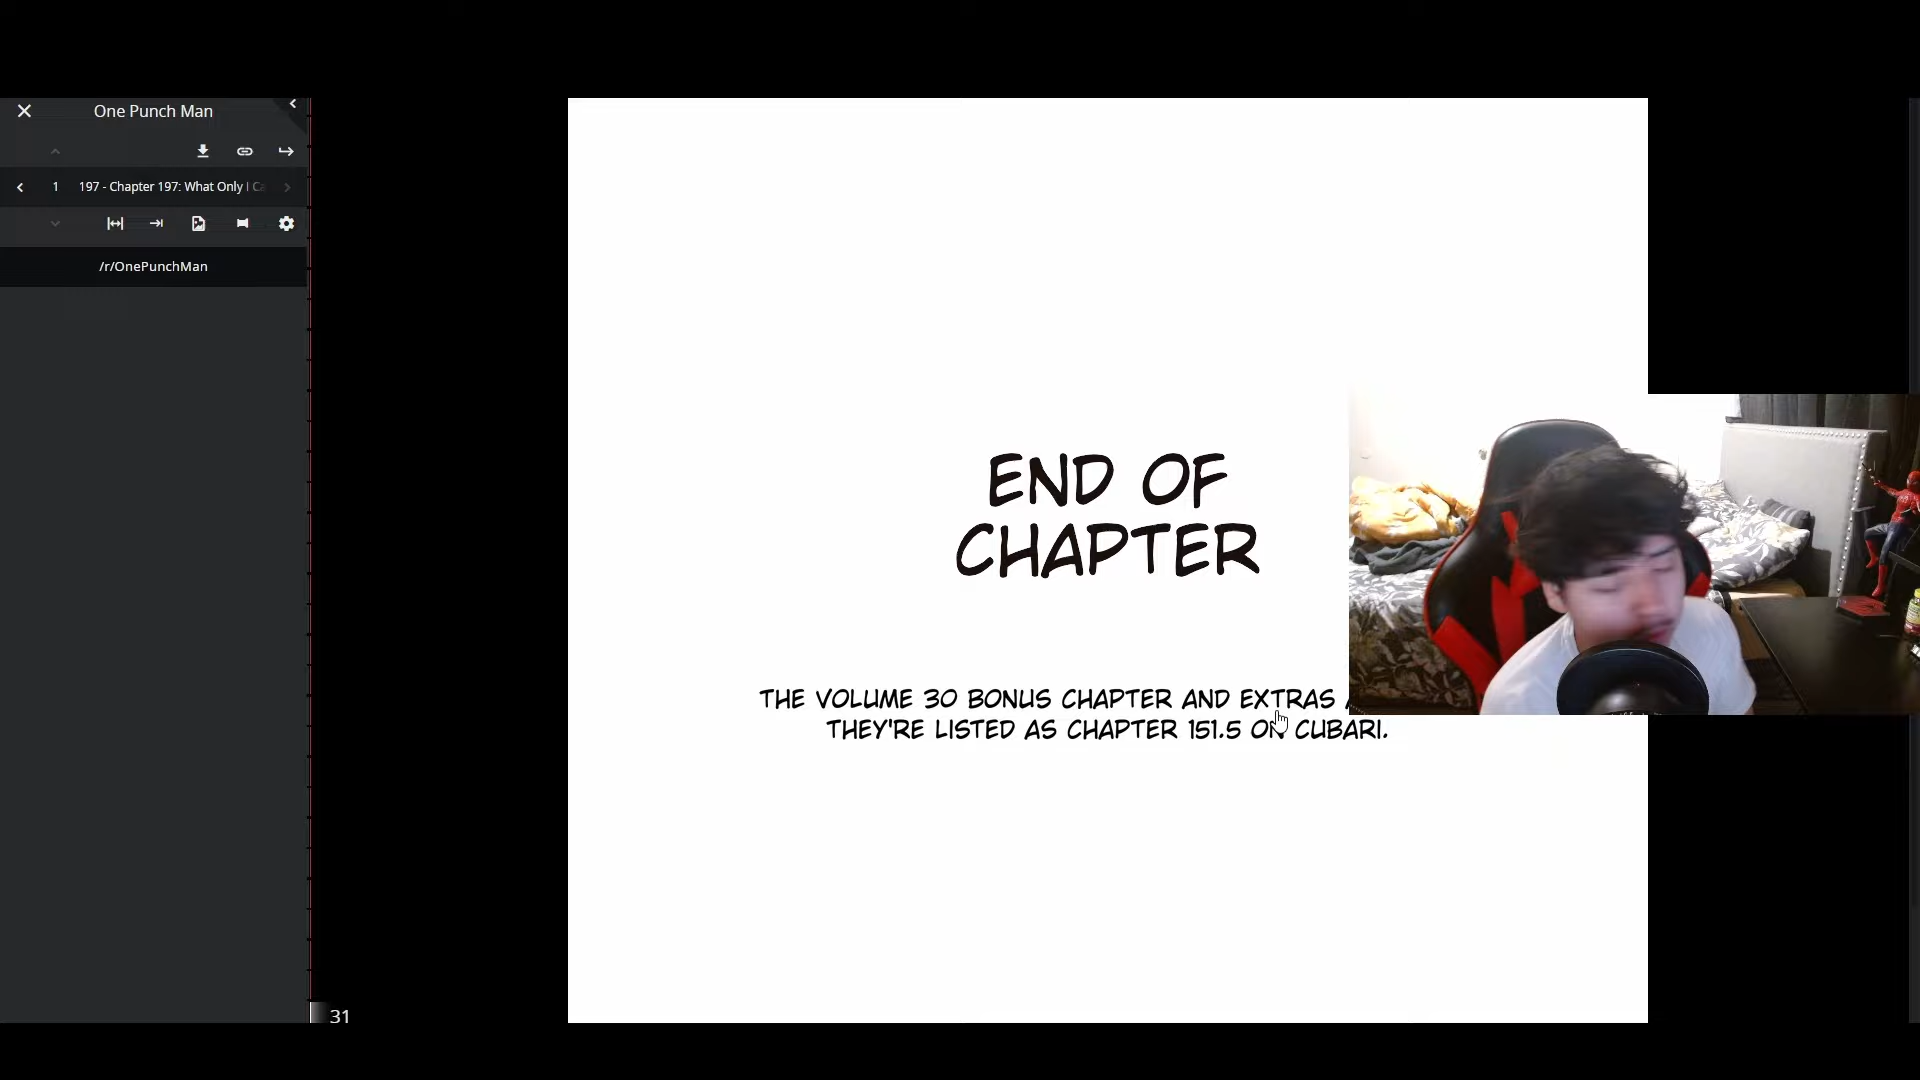 One Punch Man
1 197 - Chapter 197: What Only I Ca
/r/OnePunchMan
END OF
CHAPTER
THE VOLUME 30 BONUS CHAPTER AND EXTRAS
THEY'RE LISTED AS CHAPTER 151.5 ON CUBARI.
31